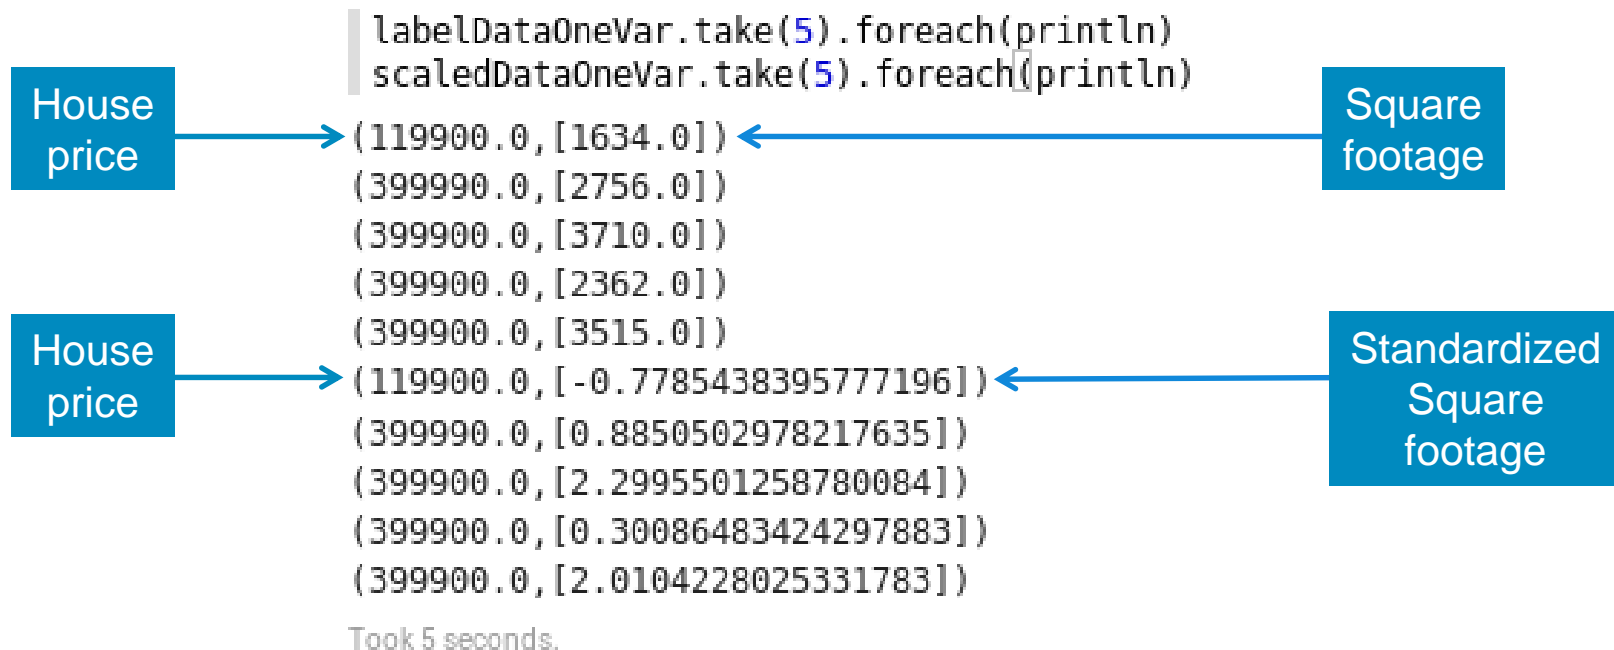 labelDataOneVar.take(5).foreach(println)
scaledDataOneVar.take(5).foreach(println)
House
price
(119900.0,[1634.0])
Square
footage
(399990.0,[2756.0])
(399900.0,[3710.0])
(399900.0,[2362.0])
(399900.0,[3515.0])
House
price
(119900.0,[-0.7785438395777196])
Standardized
Square
footage
(399990.0,[0.8850502978217635])
(399900.0,[2.2995501258780084])
(399900.0,[0.30086483424297883])
(399900.0,[2.0104228025331783])
Took 5 seconds.